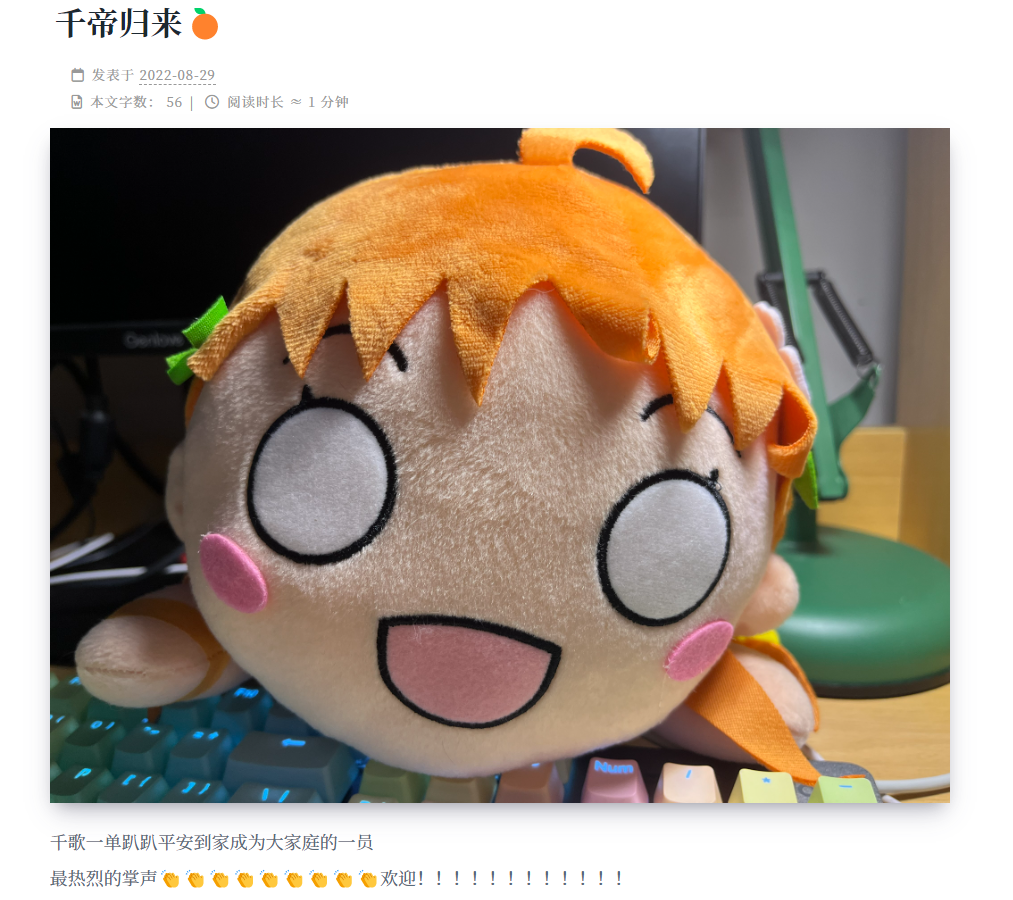 千帝归来 🍊
发表于 2022-08-29
本文字数： 56 | 阅读时长 ≈ 1 分钟
FN
P [ { ] }
Num / * -
千歌一单趴趴平安到家成为大家庭的一员
最热烈的掌声👏👏👏👏👏👏👏👏👏欢迎！！！！！！！！！！！！